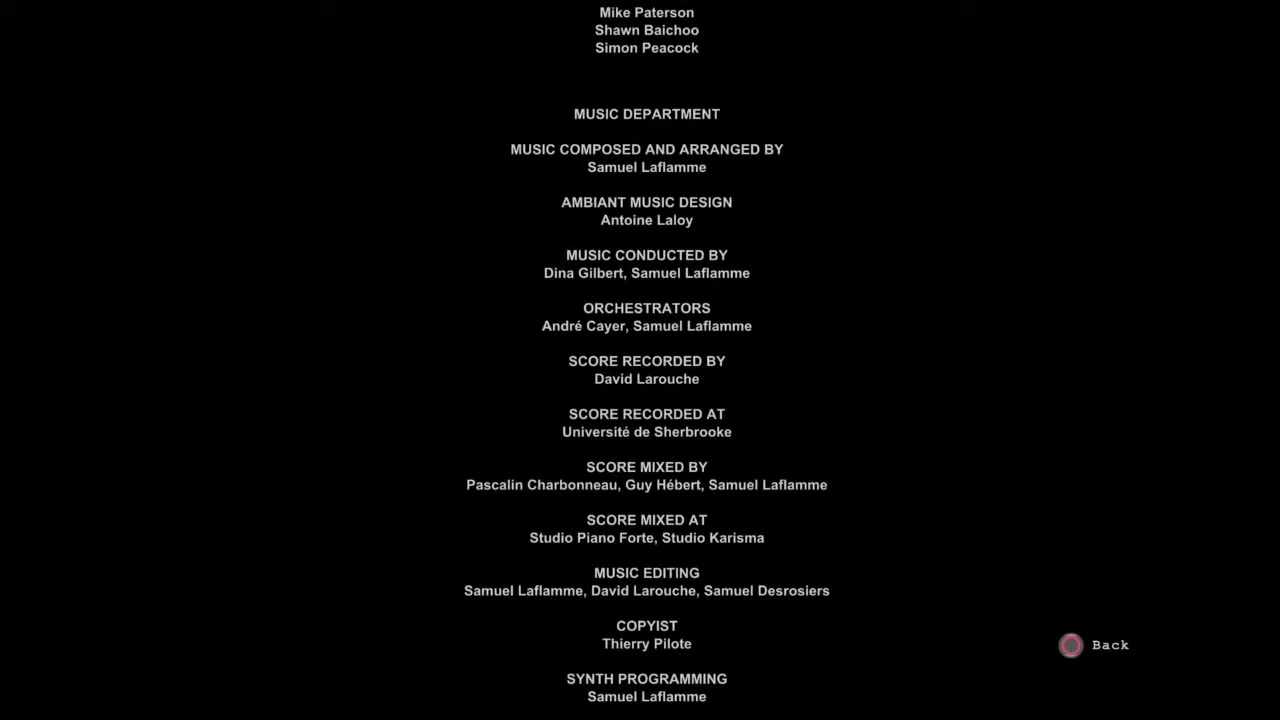 Mike Paterson
Shawn Baichoo
Simon Peacock
MUSIC DEPARTMENT
MUSIC COMPOSED AND ARRANGED BY
Samuel Laflamme
AMBIANT MUSIC DESIGN
Antoine Laloy
MUSIC CONDUCTED BY
Dina Gilbert, Samuel Laflamme
ORCHESTRATORS
André Cayer, Samuel Laflamme
SCORE RECORDED BY
David Larouche
SCORE RECORDED AT
Université de Sherbrooke
SCORE MIXED BY
Pascalin Charbonneau, Guy Hébert, Samuel Laflamme
SCORE MIXED AT
Studio Piano Forte, Studio Karisma
MUSIC EDITING
Samuel Laflamme, David Larouche, Samuel Desrosiers
COPYIST
Thierry Pilote
Back
SYNTH PROGRAMMING
Samuel Laflamme